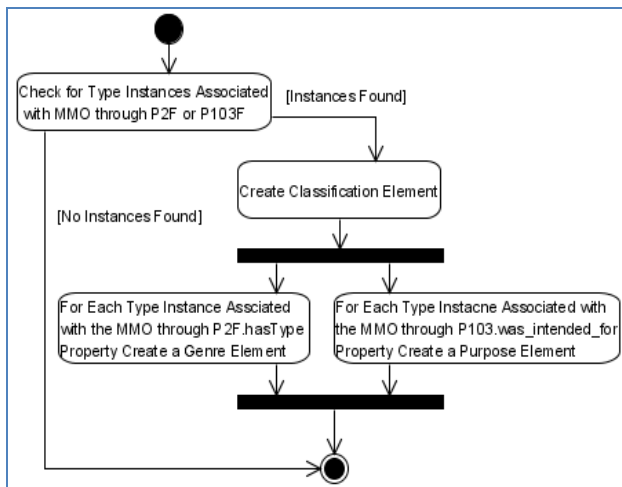 Check for Type Instances Associated
with MMO through P2F or P103F
[Instances Found]
Create Classification Element
[No Instances Found]
For Each Type Instance Assciated
with the MMO through P2F.hasType
Property Create a Genre Element
For Each Type Instacne Associated with
the MMO through P103.was_intended_for
Property Create a Purpose Element